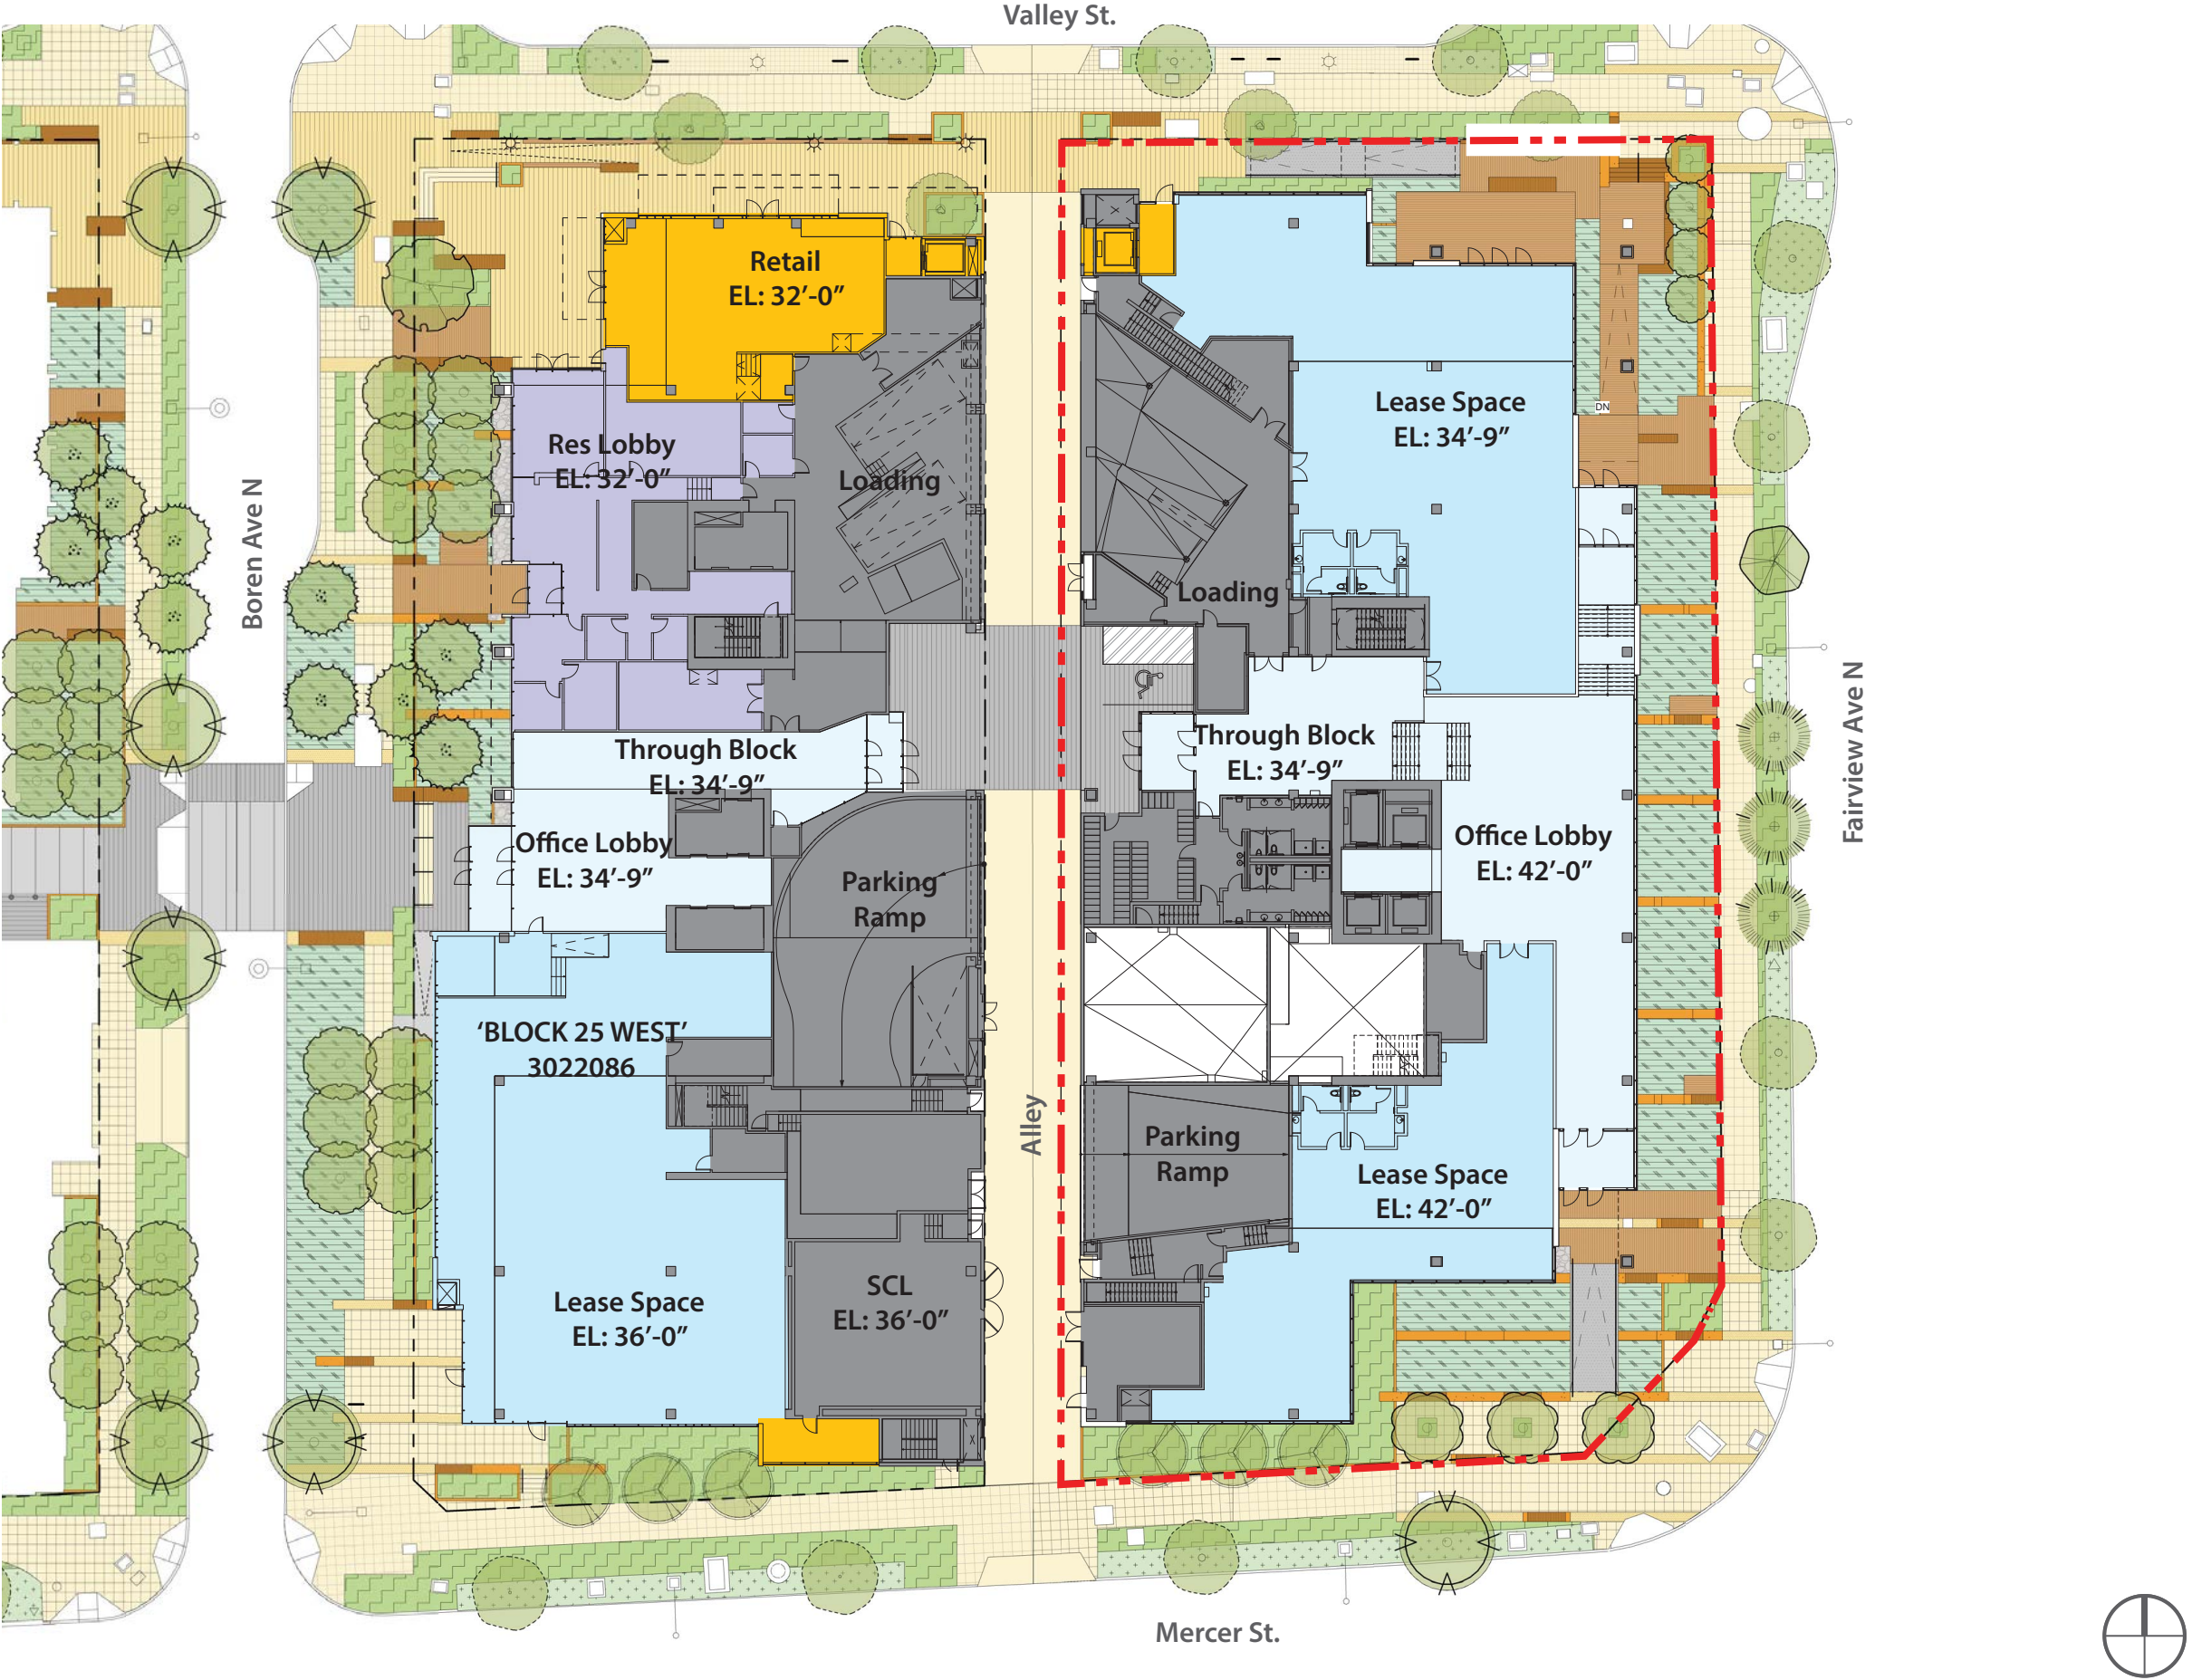 Valley St.
Retail
EL: 32’-0”
Res Lobby
EL: 32’-0”
Loading
Lease Space
EL: 34’-9”
DN
Boren Ave N
Loading
Through Block
EL: 34’-9”
Through Block
EL: 34’-9”
Fairview Ave N
Office Lobby
EL: 34’-9”
Parking
Ramp
Office Lobby
EL: 42’-0”
‘BLOCK 25 WEST’
3022086
Alley
Parking
Ramp
Lease Space
EL: 42’-0”
Lease Space
EL: 36’-0”
SCL
EL: 36’-0”
Mercer St.